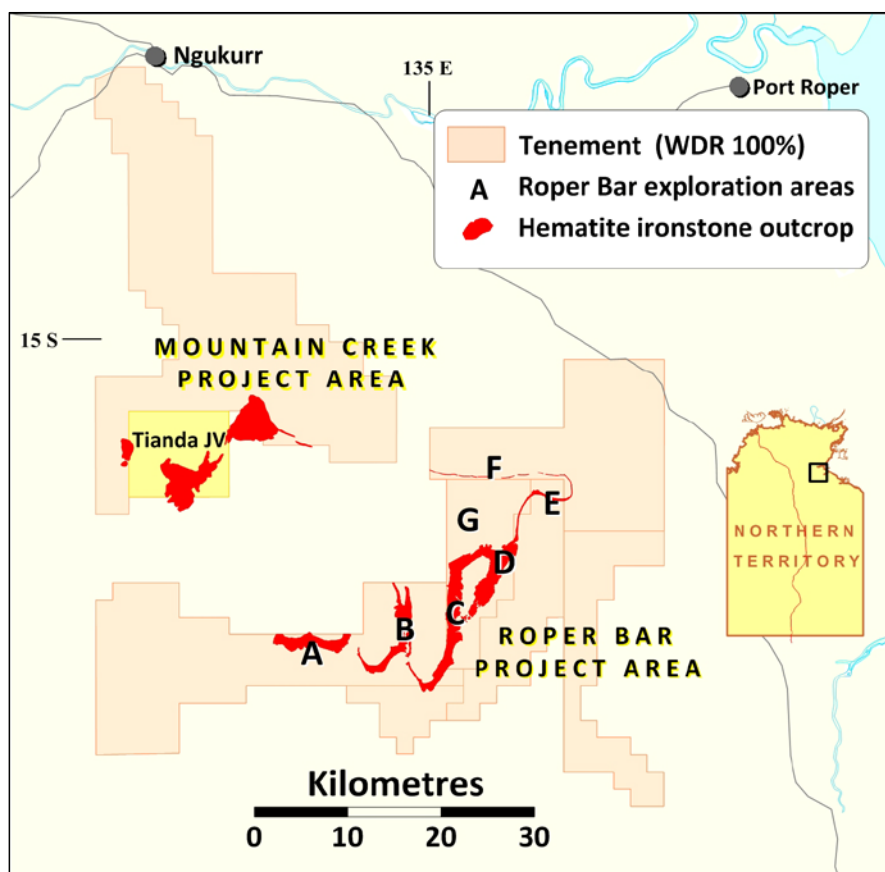 Ngukurr
135 E
Port Roper
Tenement (WDR 100%)
A Roper Bar exploration areas
Hematite ironstone outcrop
15 S
MOUNTAIN CREEK
PROJECT AREA
Tianda JV
F
E
G
D
C
B
A
ROPER BAR
PROJECT AREA
NORTHERN
TERRITORY
Kilometres
0 10 20 30